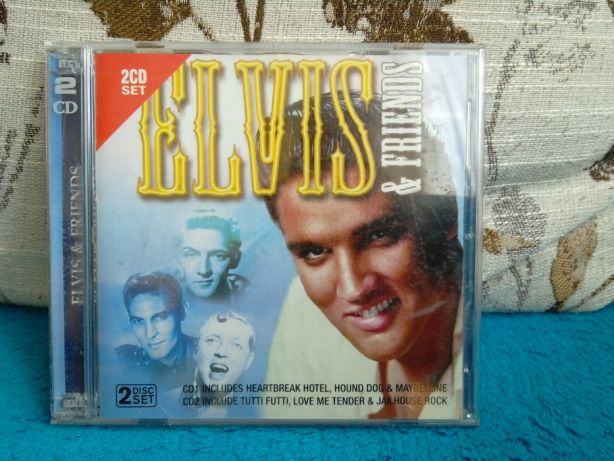 2CD
SET
ELVIS
& FRIENDS
2
CD
ELVIS & FRIENDS
2 DISC
SET
CD1 INCLUDES HEARTBREAK HOTEL, HOUND DOG & MAYBELLINE
CD2 INCLUDE TUTTI FUTTI, LOVE ME TENDER & JAILHOUSE ROCK